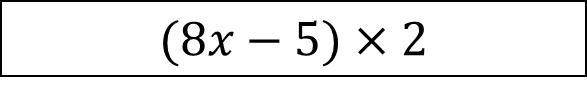 (8𝑥 − 5) × 2